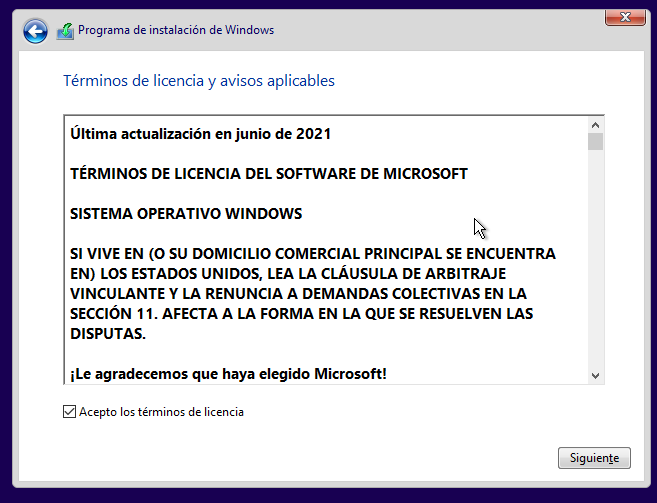 Programa de instalación de Windows
Términos de licencia y avisos aplicables
Última actualización en junio de 2021
TÉRMINOS DE LICENCIA DEL SOFTWARE DE MICROSOFT
SISTEMA OPERATIVO WINDOWS
SI VIVE EN (O SU DOMICILIO COMERCIAL PRINCIPAL SE ENCUENTRA
EN) LOS ESTADOS UNIDOS, LEA LA CLÁUSULA DE ARBITRAJE
VINCULANTE Y LA RENUNCIA A DEMANDAS COLECTIVAS EN LA
SECCIÓN 11. AFECTA A LA FORMA EN LA QUE SE RESUELVEN LAS
DISPUTAS.
¡Le agradecemos que haya elegido Microsoft!
Acepto los términos de licencia
Siguiente